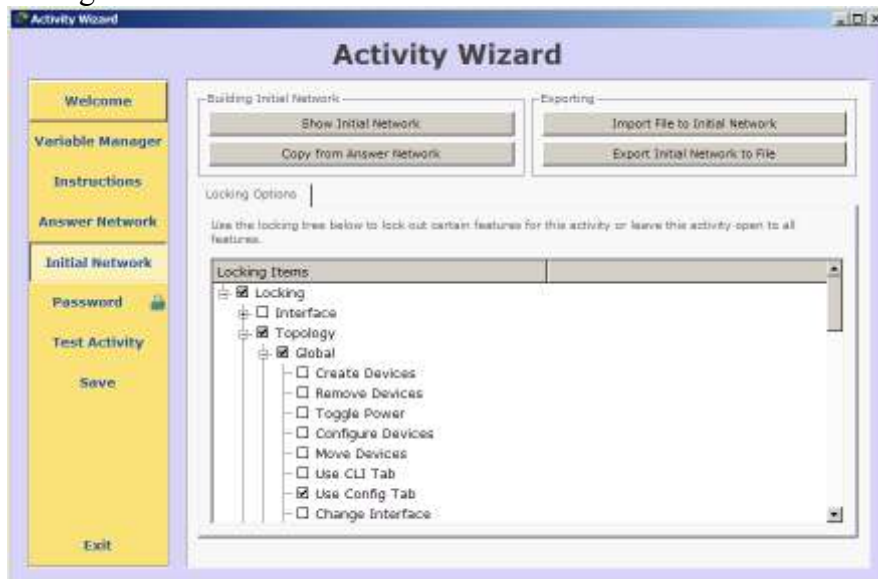 Activity Wizard
Activity Wizard
Welcome
Variable Manager
Instructions
Answer Network
Initial Network
Password
Test Activity
Save
Exit
Building Initial Network
Show Initial Network
Copy from Answer Network
Exporting
Import File to Initial Network
Export Initial Network to File
Locking Options
Use the locking tree below to lock out certain features for this activity or leave this activity open to all
features.
Locking Items
Locking
Interface
Topology
Global
Create Devices
Remove Devices
Toggle Power
Configure Devices
Move Devices
Use CLI Tab
Use Config Tab
Change Interface